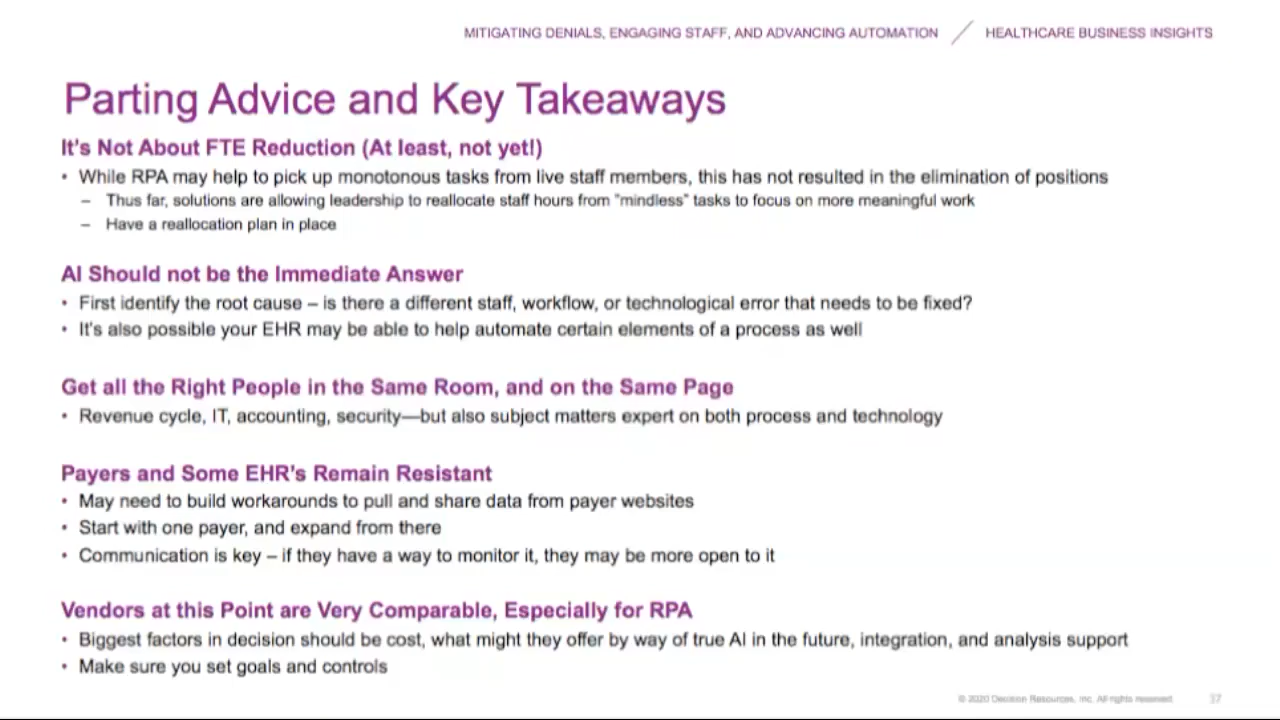 MITIGATING DENIALS, ENGAGING STAFF, AND ADVANCING AUTOMATION / HEALTHCARE BUSINESS INSIGHTS
Parting Advice and Key Takeaways
It's Not About FTE Reduction (At least, not yet!)
• While RPA may help to pick up monotonous tasks from live staff members, this has not resulted in the elimination of positions
– Thus far, solutions are allowing leadership to reallocate staff hours from "mindless" tasks to focus on more meaningful work
– Have a reallocation plan in place
AI Should not be the Immediate Answer
• First identify the root cause – is there a different staff, workflow, or technological error that needs to be fixed?
• It's also possible your EHR may be able to help automate certain elements of a process as well
Get all the Right People in the Same Room, and on the Same Page
• Revenue cycle, IT, accounting, security—but also subject matters expert on both process and technology
Payers and Some EHR's Remain Resistant
• May need to build workarounds to pull and share data from payer websites
• Start with one payer, and expand from there
• Communication is key – if they have a way to monitor it, they may be more open to it
Vendors at this Point are Very Comparable, Especially for RPA
• Biggest factors in decision should be cost, what might they offer by way of true AI in the future, integration, and analysis support
• Make sure you set goals and controls
© 2020 Decision Resources, Inc. All rights reserved.